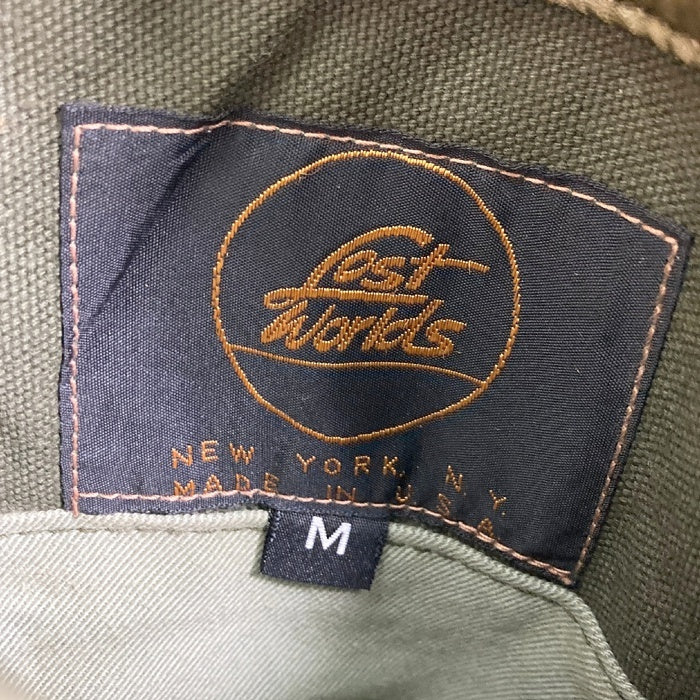 Lost
Worlds
NEW YORK, N.Y.
MADE IN U.S.A.
M